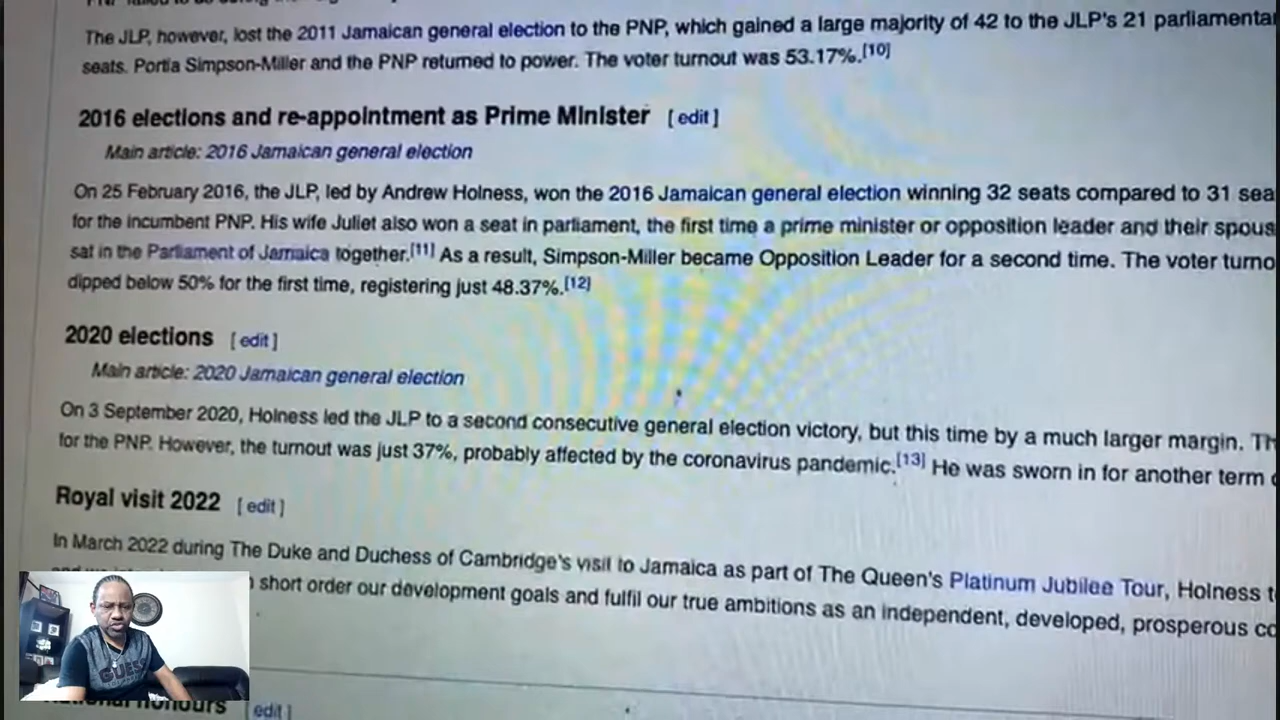 The JLP, however, lost the 2011 Jamaican general election to the PNP, which gained a large majority of 42 to the JLP's 21 parliamentar
seats. Portia Simpson-Miller and the PNP returned to power. The voter turnout was 53.17%.[10]
2016 elections and re-appointment as Prime Minister [ edit ]
Main article: 2016 Jamaican general election
On 25 February 2016, the JLP, led by Andrew Holness, won the 2016 Jamaican general election winning 32 seats compared to 31 sea
for the incumbent PNP. His wife Juliet also won a seat in parliament, the first time a prime minister or opposition leader and their spous
sat in the Parliament of Jamaica together.[11] As a result, Simpson-Miller became Opposition Leader for a second time. The voter turno
dipped below 50% for the first time, registering just 48.37%.[12]
2020 elections [ edit ]
Main article: 2020 Jamaican general election
On 3 September 2020, Holness led the JLP to a second consecutive general election victory, but this time by a much larger margin. Th
for the PNP. However, the turnout was just 37%, probably affected by the coronavirus pandemic.[13] He was sworn in for another term
Royal visit 2022 [ edit ]
In March 2022 during The Duke and Duchess of Cambridge's visit to Jamaica as part of The Queen's Platinum Jubilee Tour, Holness t
short order our development goals and fulfil our true ambitions as an independent, developed, prosperous co
honours [ edit ]
GUESS